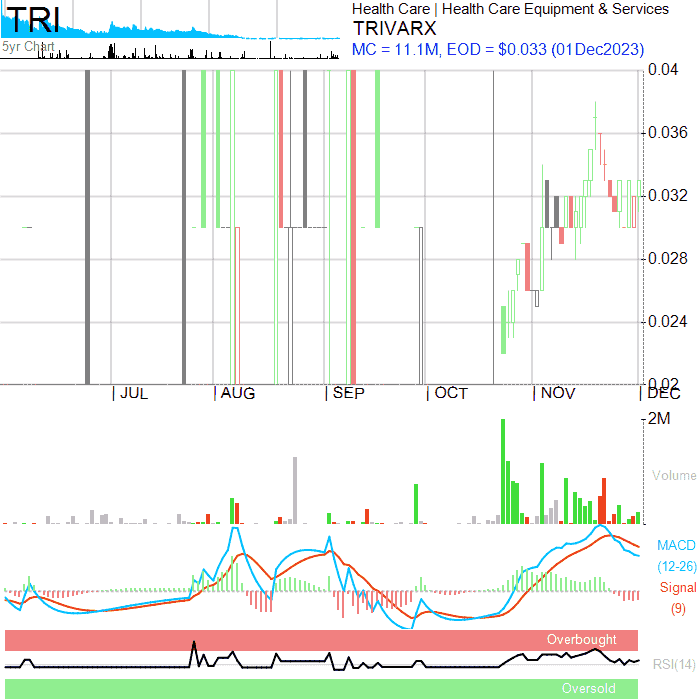 TRI
Health Care | Health Care Equipment & Services
TRIVARX
5yr Chart
MC = 11.1M, EOD = $0.033 (01Dec2023)
0.04
0.036
0.032
0.028
0.024
0.02
| JUL
| AUG
| SEP
| OCT
| NOV
| DEC
2M
Volume
MACD
(12-26)
Signal
(9)
Overbought
RSI(14)
Oversold